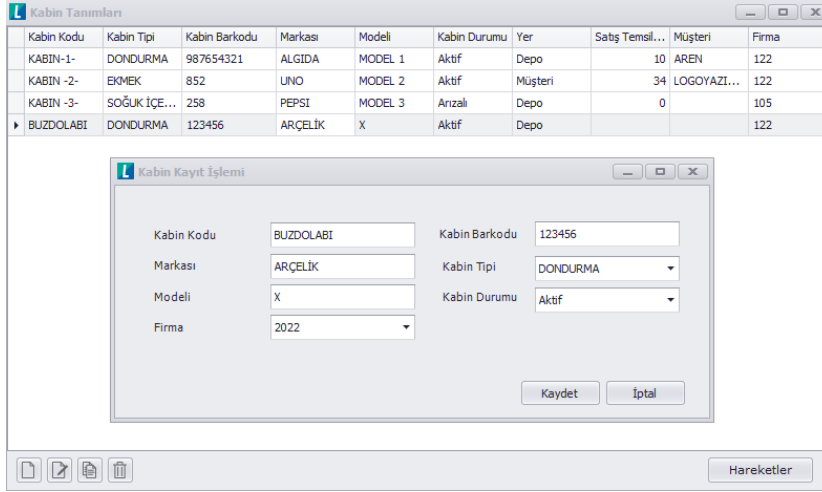 Kabin Tanımları
Kabin Kodu Kabin Tipi Kabin Barkodu Markası Modeli Kabin Durumu Yer Satış Temsil... Müşteri Firma
KABIN-1- DONDURMA 987654321 ALGIDA MODEL 1 Aktif Depo 10 AREN 122
KABIN -2- EKMEK 852 UNO MODEL 2 Aktif Müşteri 34 LOGOYAZI... 122
KABIN -3- SOĞUK İÇE... 258 PEPSI MODEL 3 Arızalı Depo 0 105
BUZDOLABI DONDURMA 123456 ARÇELİK X Aktif Depo 122
Kabin Kayıt İşlemi
Kabin Kodu BUZDOLABI Kabin Barkodu 123456
Markası ARÇELİK Kabin Tipi DONDURMA
Modeli X Kabin Durumu Aktif
Firma 2022
Kaydet İptal
Hareketler